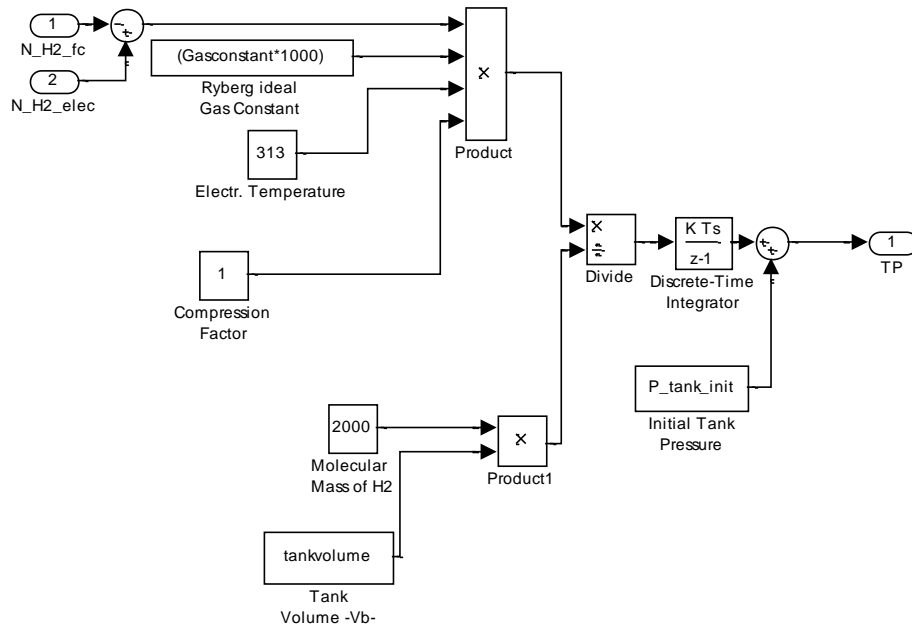 1
N_H2_fc
2
N_H2_elec
(Gasconstant*1000)
Ryberg ideal
Gas Constant
313
Electr. Temperature
1
Compression
Factor
X
Product
2000
Molecular
Mass of H2
tankvolume
Tank
Volume -Vb-
X
Product1
X
÷
Divide
K Ts
z-1
Discrete-Time
Integrator
P_tank_init
Initial Tank
Pressure
1
TP